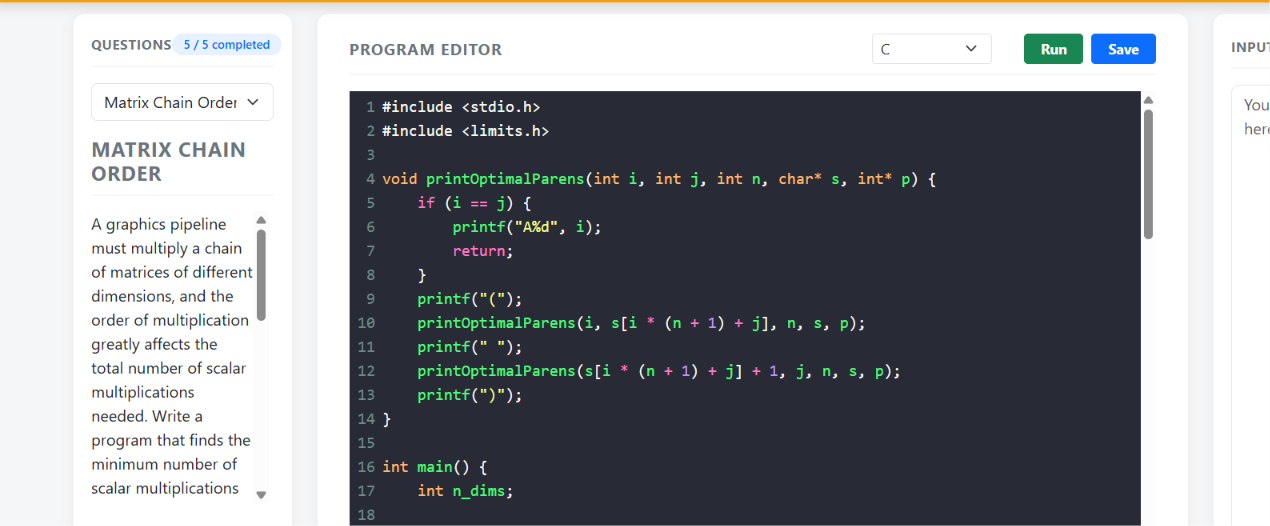 QUESTIONS 5 / 5 completed
Matrix Chain Order
MATRIX CHAIN
ORDER
A graphics pipeline
must multiply a chain
of matrices of different
dimensions, and the
order of multiplication
greatly affects the
total number of scalar
multiplications
needed. Write a
program that finds the
minimum number of
scalar multiplications
PROGRAM EDITOR
C
Run
Save
1 #include <stdio.h>
2 #include <limits.h>
3
4 void printOptimalParens(int i, int j, int n, char* s, int* p) {
5     if (i == j) {
6         printf("A%d", i);
7         return;
8     }
9     printf("(");
10     printOptimalParens(i, s[i * (n + 1) + j], n, s, p);
11     printf(" ");
12     printOptimalParens(s[i * (n + 1) + j] + 1, j, n, s, p);
13     printf(")");
14 }
15
16 int main() {
17     int n_dims;
18
INPUT
You
here